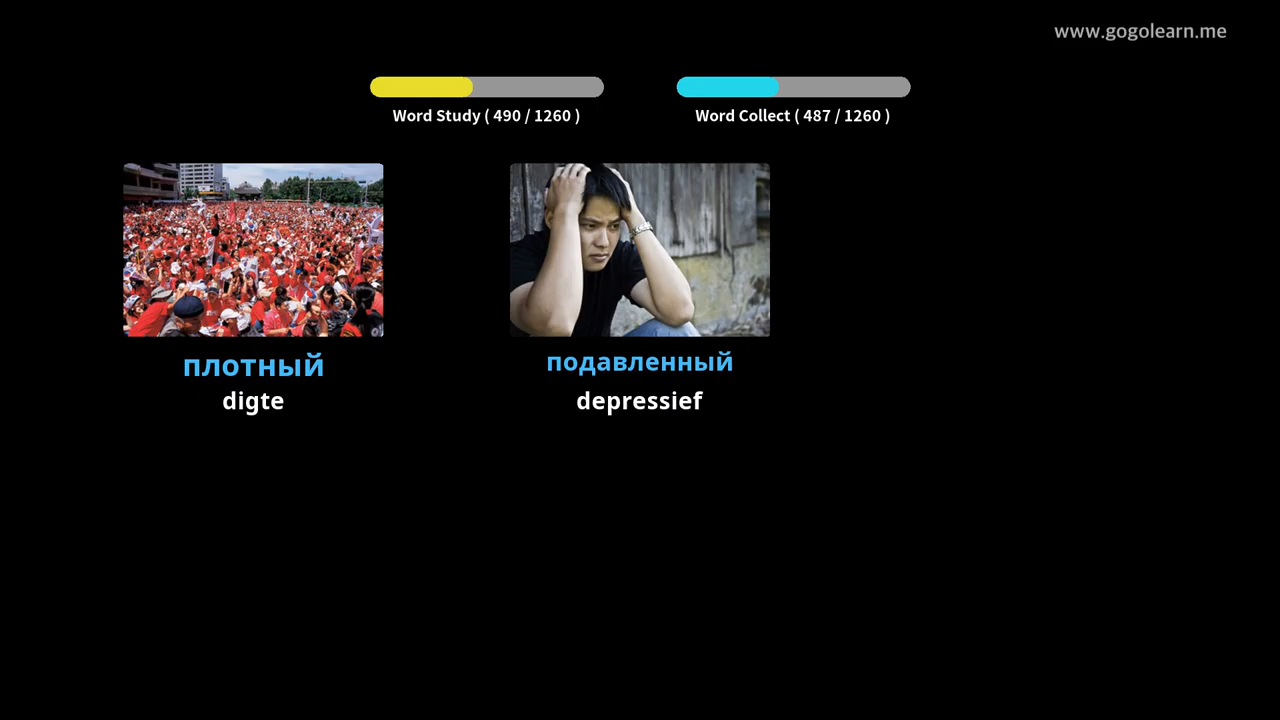 www.gogolearn.me
Word Study ( 490 / 1260 )
Word Collect ( 487 / 1260 )
плотный
digte
подавленный
depressief